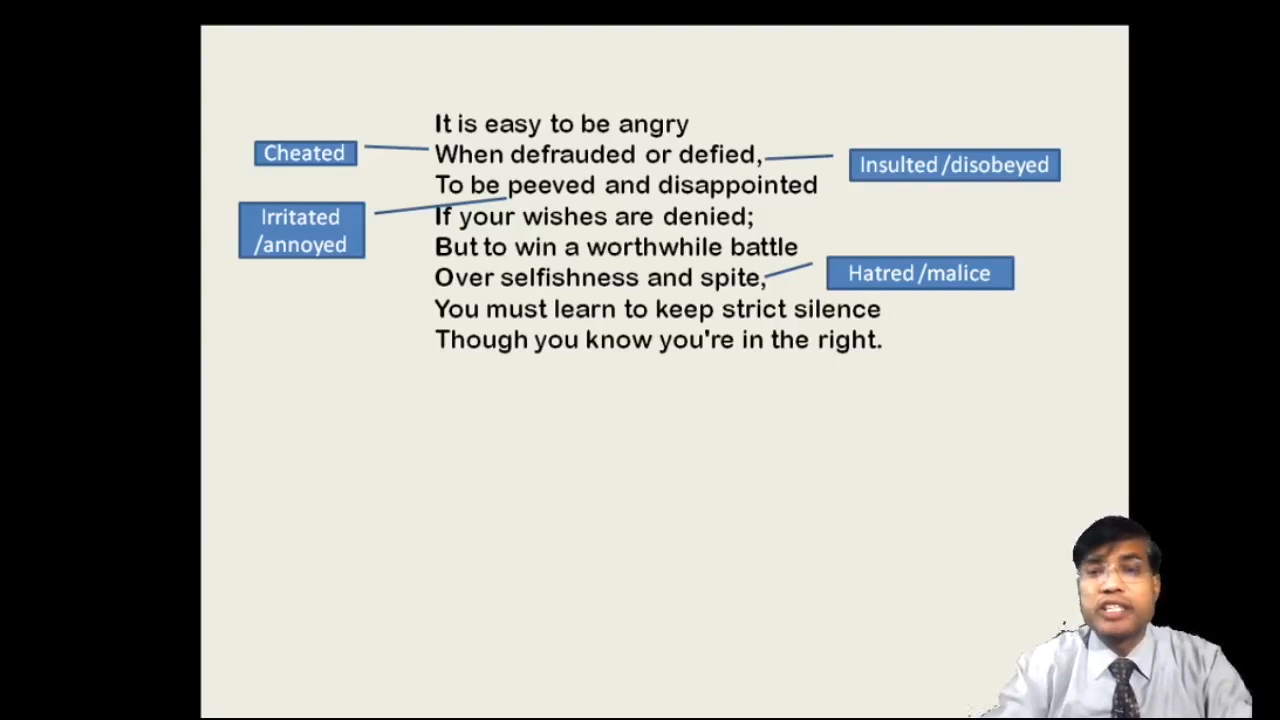 It is easy to be angry
Cheated
When defrauded or defied,
Insulted /disobeyed
To be peeved and disappointed
Irritated
/annoyed
If your wishes are denied;
But to win a worthwhile battle
Over selfishness and spite,
Hatred /malice
You must learn to keep strict silence
Though you know you're in the right.